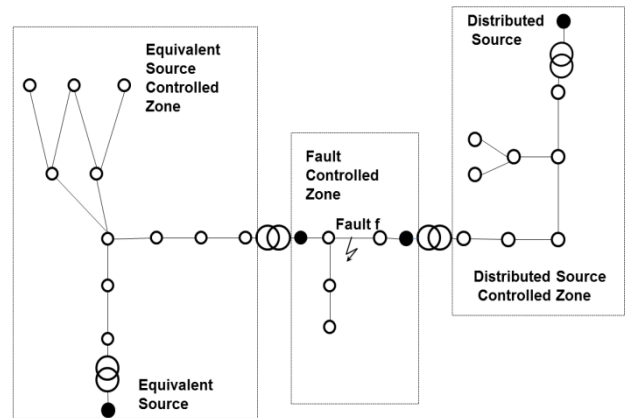 Equivalent
Source
Controlled
Zone
Equivalent
Source
Fault
Controlled
Zone
Fault f
Distributed
Source
Distributed Source
Controlled Zone